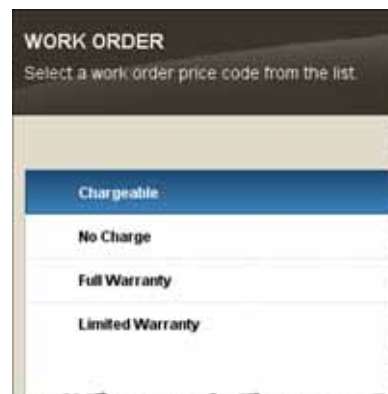 WORK ORDER
Select a work order price code from the list.
Chargeable
No Charge
Full Warranty
Limited Warranty